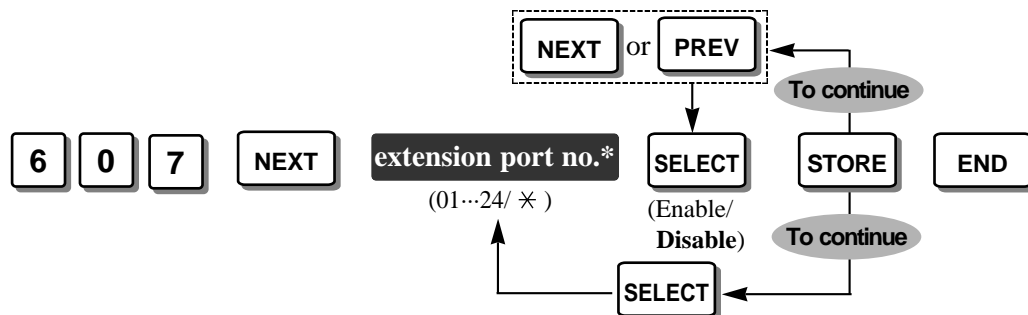 NEXT or PREV
To continue
6 0 7 NEXT extension port no.* SELECT STORE END
(01···24/ ✳ )
(Enable/
Disable)
To continue
SELECT